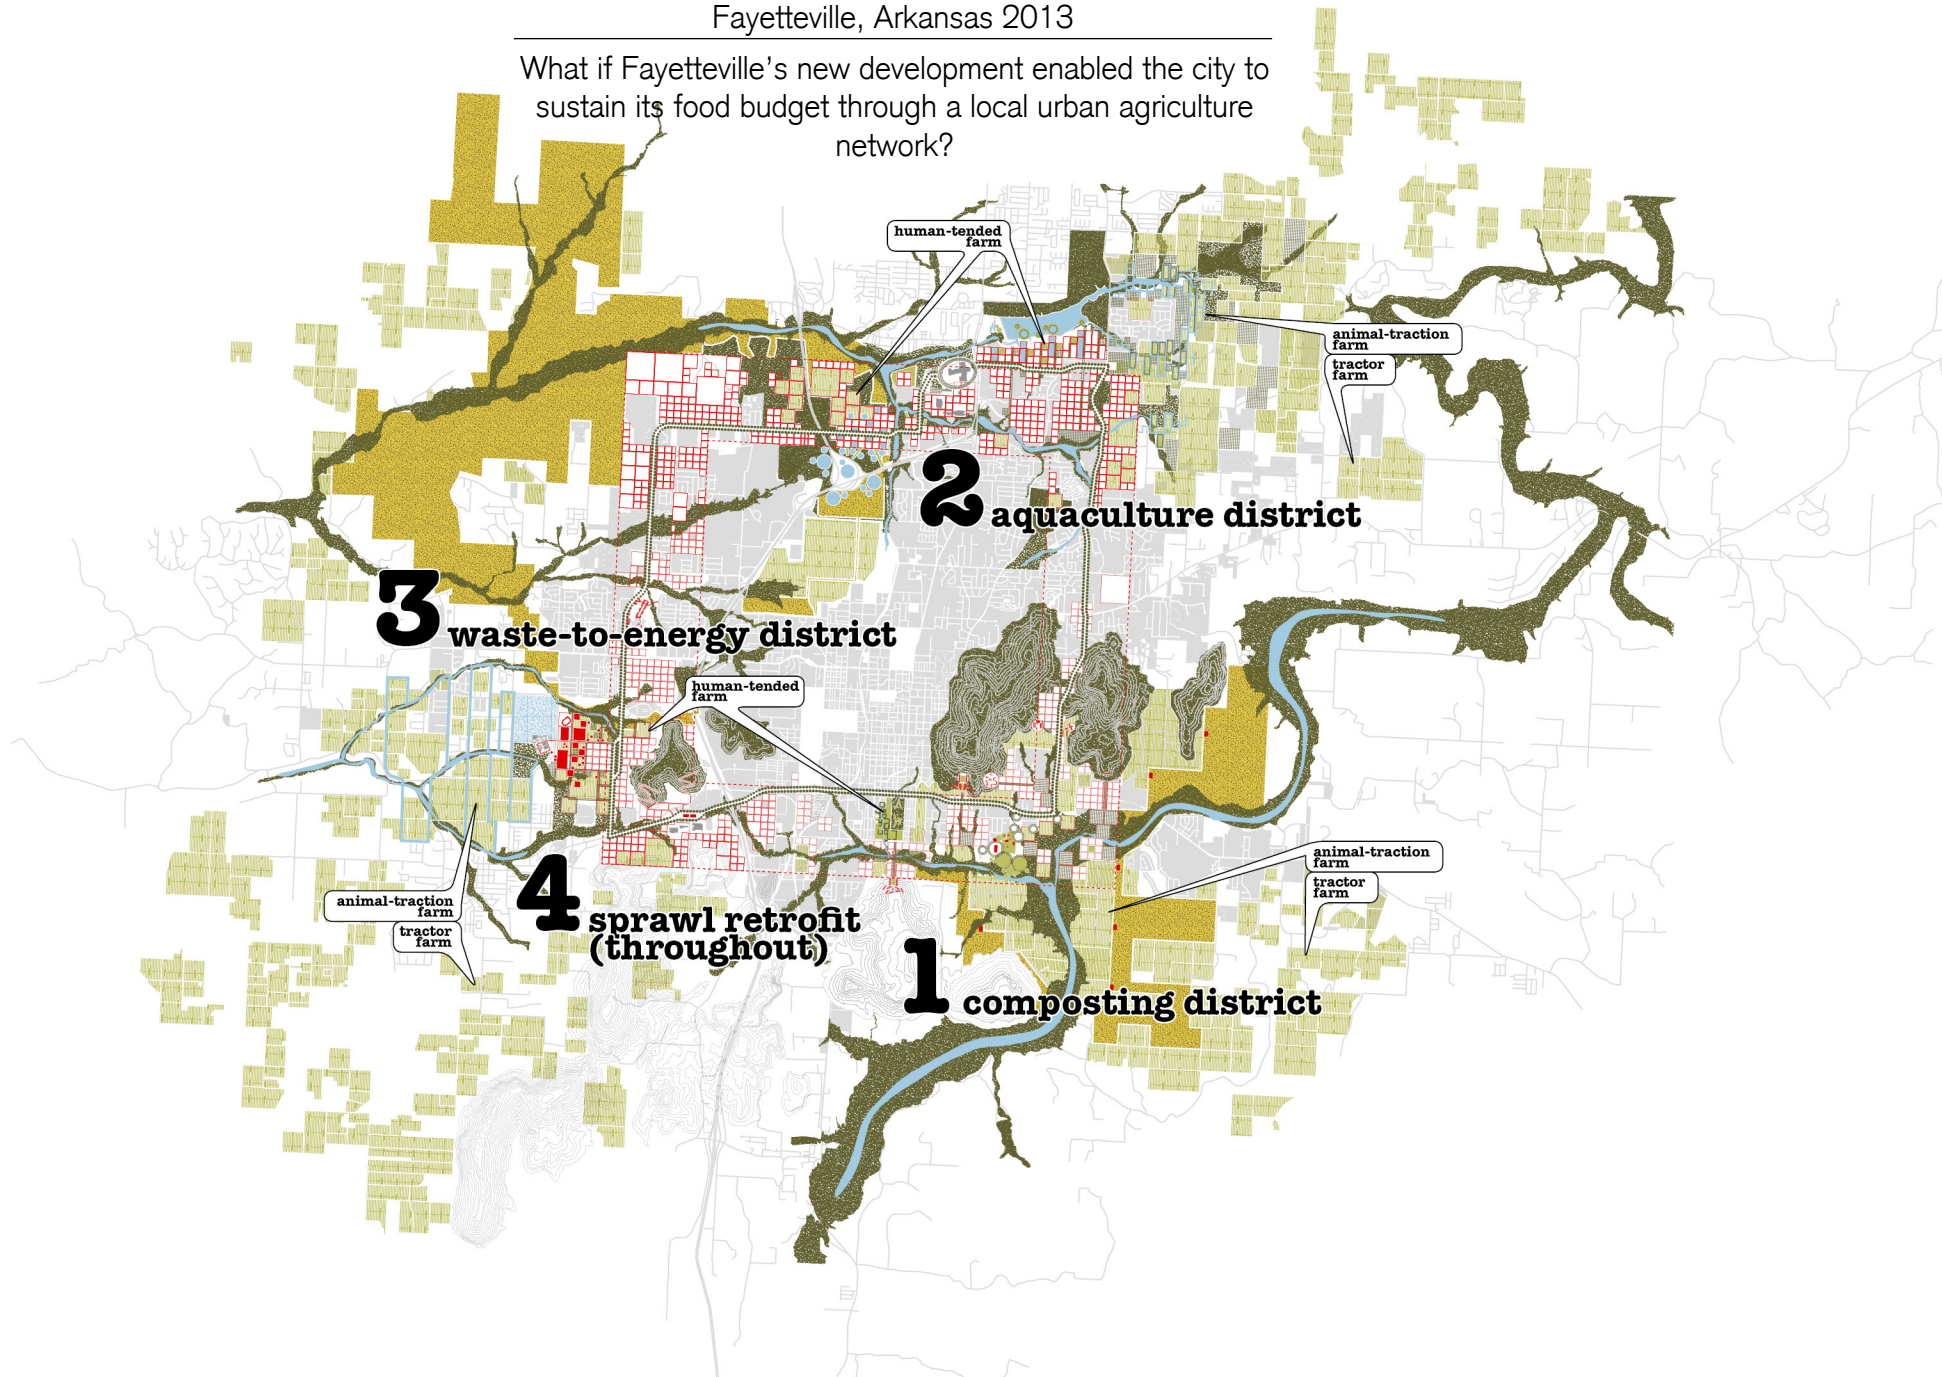 Fayetteville, Arkansas 2013
What if Fayetteville's new development enabled the city to
sustain its food budget through a local urban agriculture
network?
human-tended
farm
animal-traction
farm
tractor
farm
2 aquaculture district
3 waste-to-energy district
human-tended
farm
animal-traction
farm
tractor
farm
4 sprawl retrofit
(throughout)
animal-traction
farm
tractor
farm
1 composting district